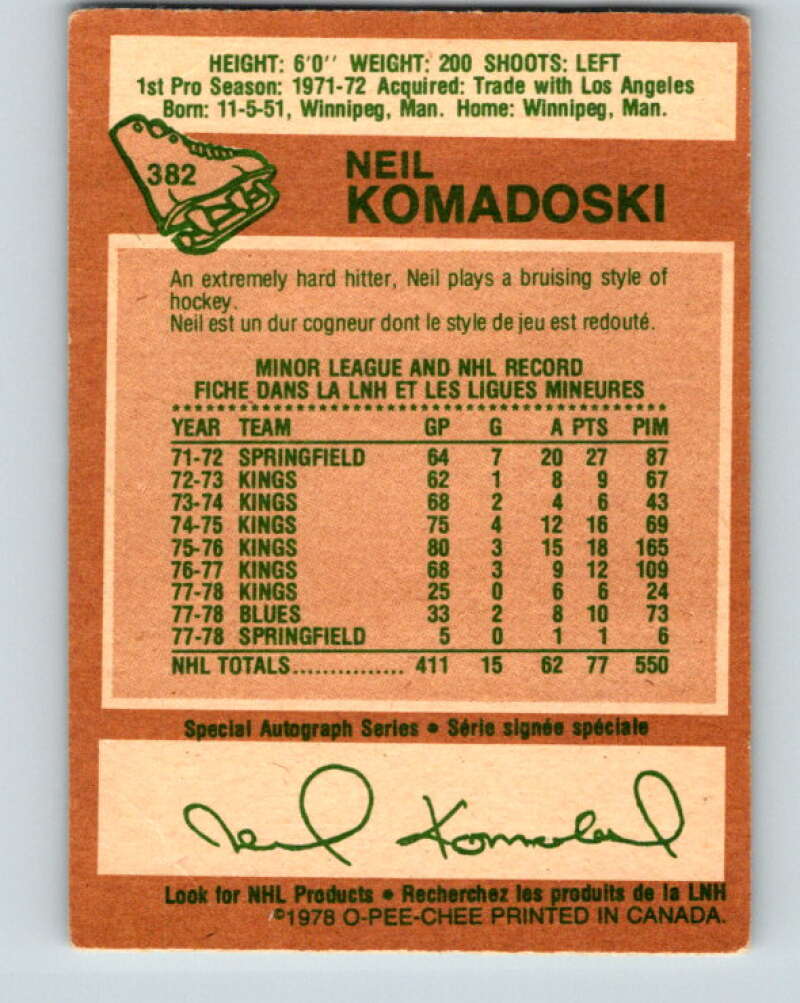 HEIGHT: 6'0'' WEIGHT: 200 SHOOTS: LEFT
1st Pro Season: 1971-72 Acquired: Trade with Los Angeles
Born: 11-5-51, Winnipeg, Man. Home: Winnipeg, Man.
382
NEIL
KOMADOSKI
An extremely hard hitter, Neil plays a bruising style of
hockey.
Neil est un dur cogneur dont le style de jeu est redouté.
MINOR LEAGUE AND NHL RECORD
FICHE DANS LA LNH ET LES LIGUES MINEURES
YEAR TEAM GP G A PTS PIM
71-72 SPRINGFIELD 64 7 20 27 87
72-73 KINGS 62 1 8 9 67
73-74 KINGS 68 2 4 6 43
74-75 KINGS 75 4 12 16 69
75-76 KINGS 80 3 15 18 165
76-77 KINGS 68 3 9 12 109
77-78 KINGS 25 0 6 6 24
77-78 BLUES 33 2 8 10 73
77-78 SPRINGFIELD 5 0 1 1 6
NHL TOTALS............... 411 15 62 77 550
Special Autograph Series • Série signée spéciale
Neil Komadoski
Look for NHL Products • Recherchez les produits de la LNH
©1978 O-PEE-CHEE PRINTED IN CANADA.